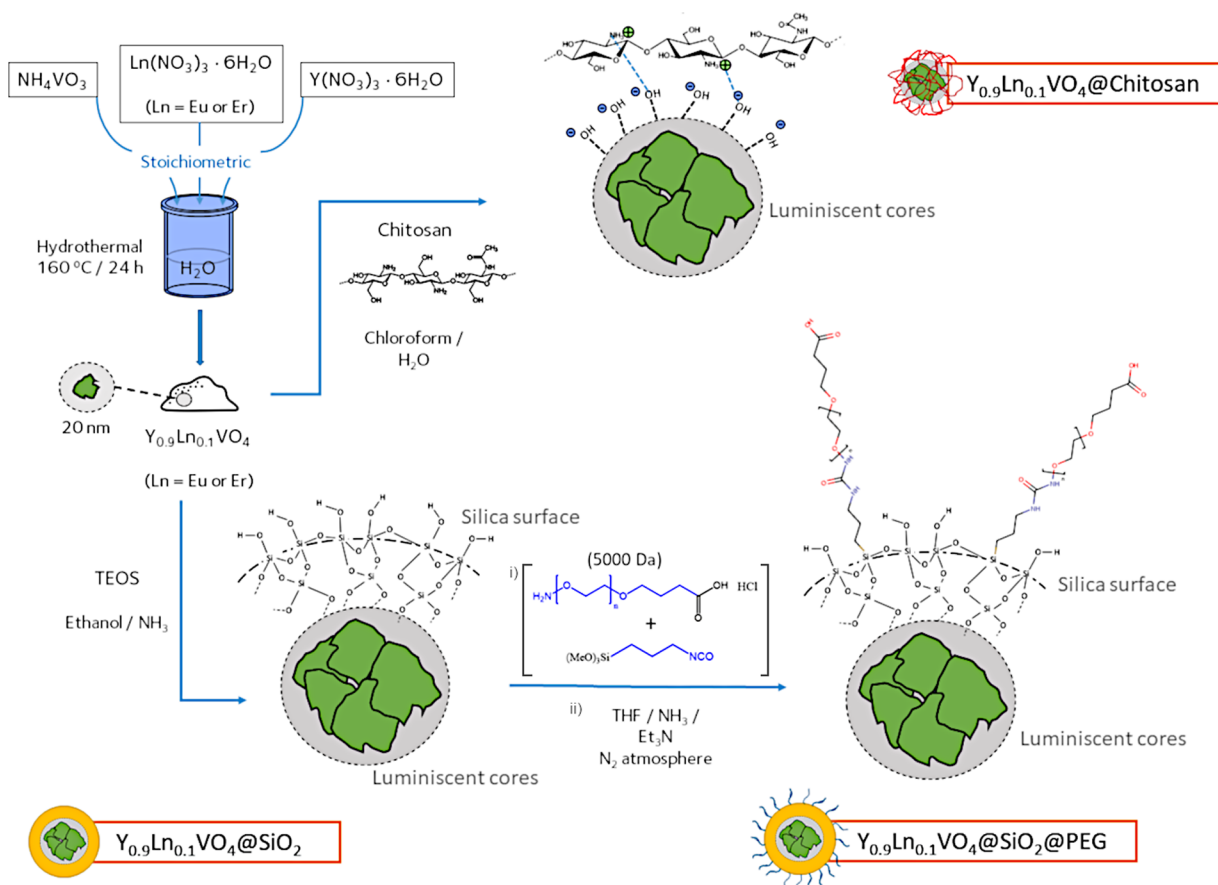 NH₄VO₃
Ln(NO₃)₃ · 6H₂O
(Ln = Eu or Er)
Y(NO₃)₃ · 6H₂O
Stoichiometric
Hydrothermal
160 ºC / 24 h
H₂O
20 nm
Y₀.₉Ln₀.₁VO₄
(Ln = Eu or Er)
Chitosan
Chloroform /
H₂O
Luminiscent cores
Y₀.₉Ln₀.₁VO₄@Chitosan
TEOS
Ethanol / NH₃
Silica surface
Luminiscent cores
Y₀.₉Ln₀.₁VO₄@SiO₂
i)
(5000 Da)
H₂N
O
n
O
OH
O
HCl
+
(MeO)₃Si
NCO
ii)
THF / NH₃ /
Et₃N
N₂ atmosphere
Silica surface
Luminiscent cores
Y₀.₉Ln₀.₁VO₄@SiO₂@PEG